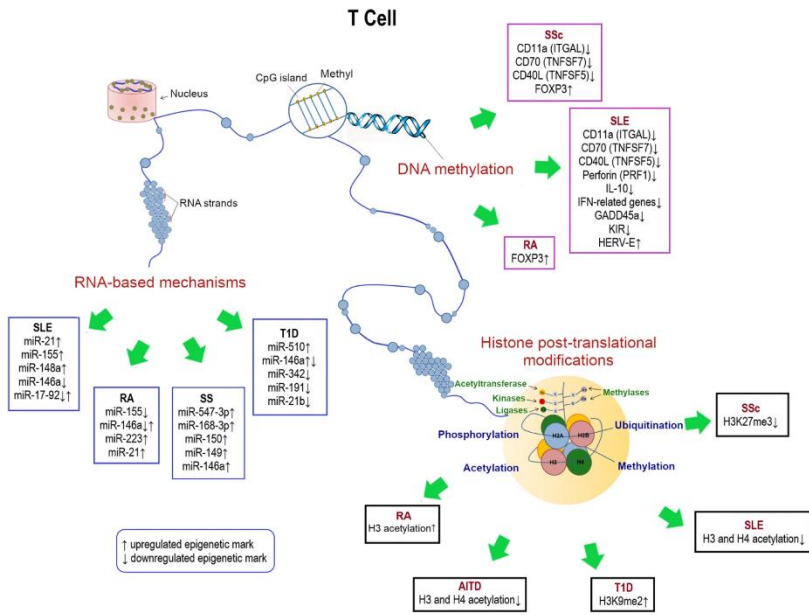 T Cell
Nucleus
CpG island
Methyl
DNA methylation
RNA strands
RNA-based mechanisms
SSc
CD11a (ITGAL)↓
CD70 (TNFSF7)↓
CD40L (TNFSF5)↓
FOXP3↑
SLE
CD11a (ITGAL)↓
CD70 (TNFSF7)↓
CD40L (TNFSF5)↓
Perforin (PRF1)↓
IL-10↓
IFN-related genes↓
GADD45a↓
KIR↓
HERV-E↑
RA
FOXP3↑
SLE
miR-21↑
miR-155↑
miR-148a↑
miR-146a↓
miR-17-92↓↑
RA
miR-155↓
miR-146a↓↑
miR-223↑
miR-21↑
SS
miR-547-3p↑
miR-168-3p↑
miR-150↑
miR-149↑
miR-146a↑
T1D
miR-510↑
miR-146a↑↓
miR-342↓
miR-191↓
miR-21b↓
Histone post-translational
modifications
Acetyltransferase
Kinases
Ligases
Methylases
Phosphorylation
Ubiquitination
Acetylation
Methylation
H2A
H2B
H3
H4
SSc
H3K27me3↓
RA
H3 acetylation↑
SLE
H3 and H4 acetylation↓
AITD
H3 and H4 acetylation↓
T1D
H3K9me2↑
↑ upregulated epigenetic mark
↓ downregulated epigenetic mark